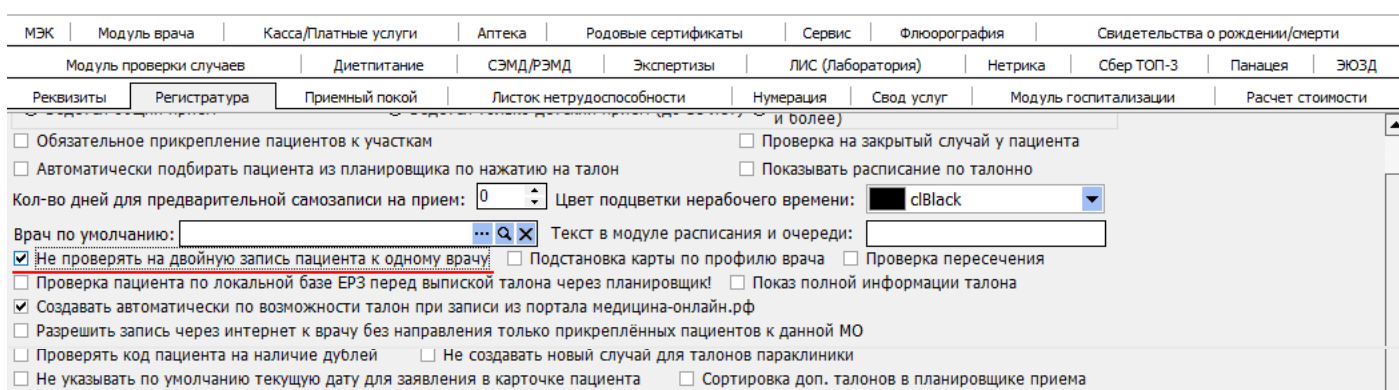 МЭК Модуль врача Касса/Платные услуги Аптека Родовые сертификаты Сервис Флюорография Свидетельства о рождении/смерти
Модуль проверки случаев Диетпитание СЭМД/РЭМД Экспертизы ЛИС (Лаборатория) Нетрика Сбер ТОП-3 Панацея ЭЮЗД
Реквизиты Регистратура Приемный покой Листок нетрудоспособности Нумерация Свод услуг Модуль госпитализации Расчет стоимости
и более)
Обязательное прикрепление пациентов к участкам Проверка на закрытый случай у пациента
Автоматически подбирать пациента из планировщика по нажатию на талон Показывать расписание по талонно
Кол-во дней для предварительной самозаписи на прием: 0 Цвет подцветки нерабочего времени: clBlack
Врач по умолчанию: Текст в модуле расписания и очереди:
Не проверять на двойную запись пациента к одному врачу Подстановка карты по профилю врача Проверка пересечения
Проверка пациента по локальной базе ЕРЗ перед выпиской талона через планировщик! Показ полной информации талона
Создавать автоматически по возможности талон при записи из портала медицина-онлайн.рф
Разрешить запись через интернет к врачу без направления только прикреплённых пациентов к данной МО
Проверять код пациента на наличие дублей Не создавать новый случай для талонов параклиники
Не указывать по умолчанию текущую дату для заявления в карточке пациента Сортировка доп. талонов в планировщике приема